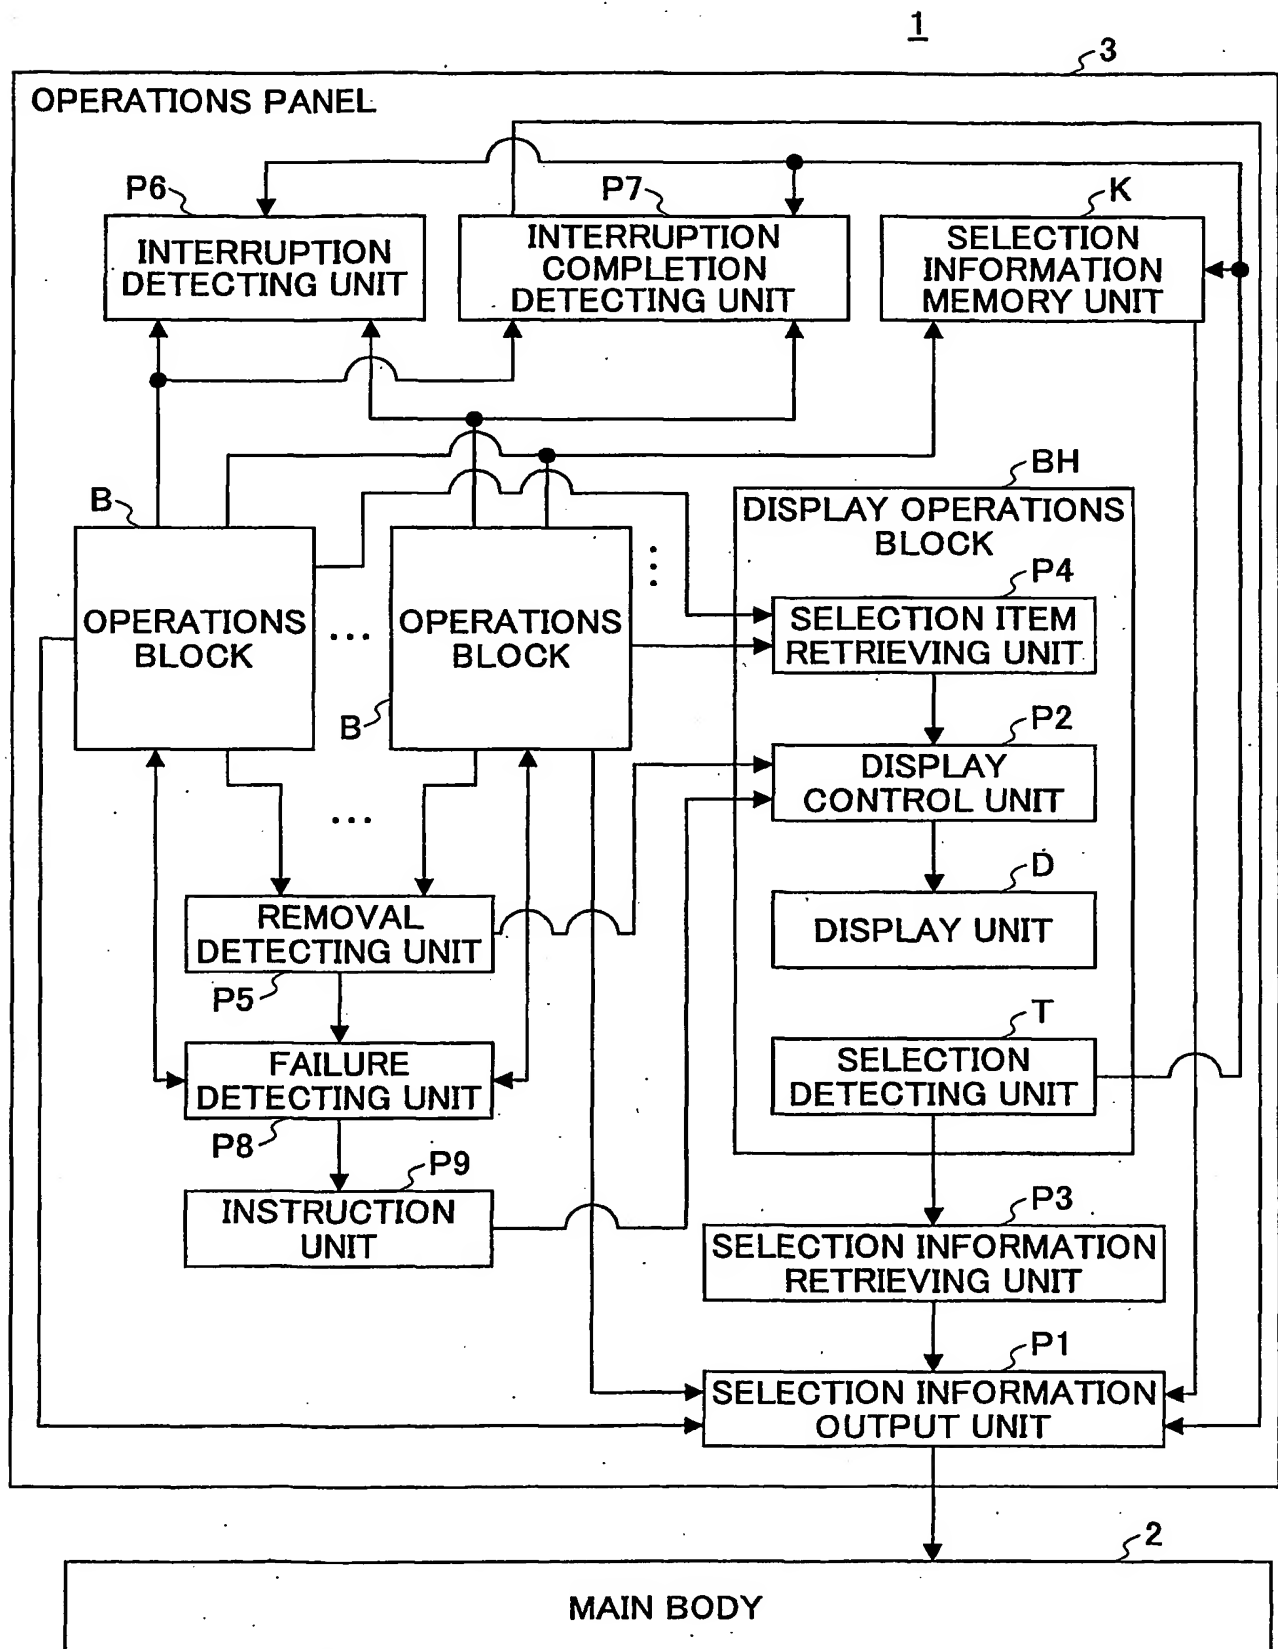 1
3
OPERATIONS PANEL
P6
P7
K
INTERRUPTION
DETECTING UNIT
INTERRUPTION
COMPLETION
DETECTING UNIT
SELECTION
INFORMATION
MEMORY UNIT
B
OPERATIONS
BLOCK
...
OPERATIONS
BLOCK
B
...
BH
DISPLAY OPERATIONS
BLOCK
P4
SELECTION ITEM
RETRIEVING UNIT
P2
DISPLAY
CONTROL UNIT
D
DISPLAY UNIT
...
REMOVAL
DETECTING UNIT
P5
T
SELECTION
DETECTING UNIT
FAILURE
DETECTING UNIT
P8
P9
INSTRUCTION
UNIT
P3
SELECTION INFORMATION
RETRIEVING UNIT
P1
SELECTION INFORMATION
OUTPUT UNIT
2
MAIN BODY